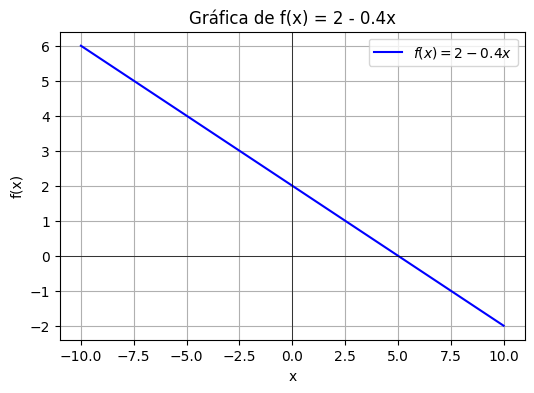 Gráfica de f(x) = 2 - 0.4x
f(x) = 2 − 0.4x
6
5
4
3
2
1
0
−1
−2
f(x)
−10.0 −7.5 −5.0 −2.5 0.0 2.5 5.0 7.5 10.0
x